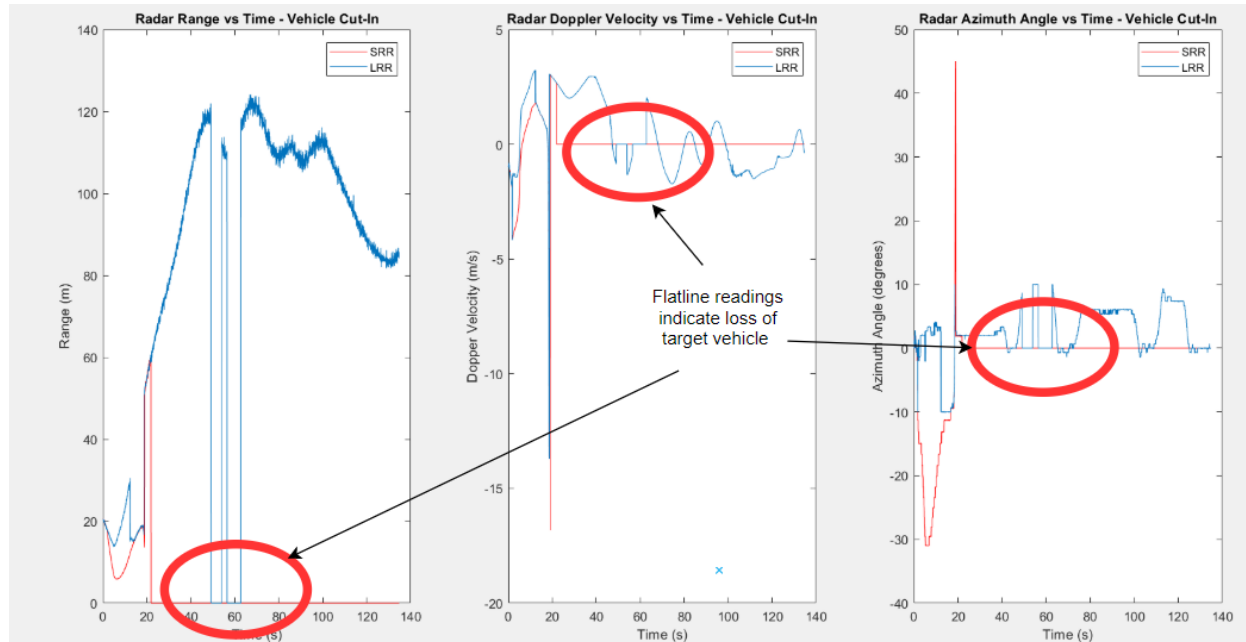 Radar Range vs Time - Vehicle Cut-In
SRR
LRR
140
120
100
80
60
40
20
0
Range (m)
0 20 40 60 80 100 120 140
Time (s)
Radar Doppler Velocity vs Time - Vehicle Cut-In
SRR
LRR
5
0
-5
-10
-15
-20
Dopper Velocity (m/s)
0 20 40 60 80 100 120 140
Time (s)
Flatline readings
indicate loss of
target vehicle
Radar Azimuth Angle vs Time - Vehicle Cut-In
SRR
LRR
50
40
30
20
10
0
-10
-20
-30
-40
Azimuth Angle (degrees)
0 20 40 60 80 100 120 140
Time (s)